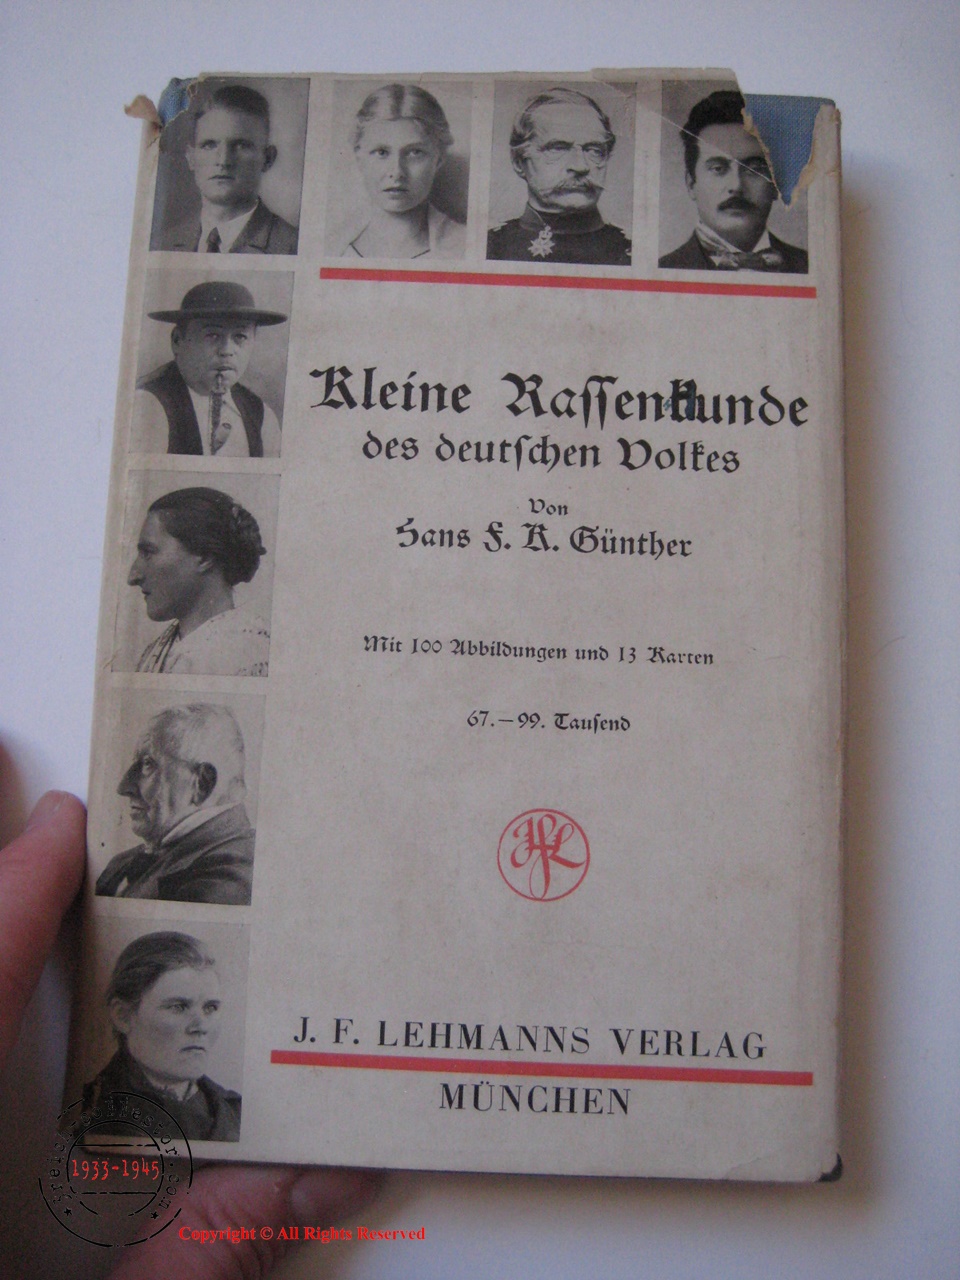 Kleine Rassenkunde
des deutschen Volkes
Von
Hans F. K. Günther
Mit 100 Abbildungen und 13 Karten
67.–99. Tausend
JFL
J. F. LEHMANNS VERLAG
MÜNCHEN
1933-1945
Copyright © All Rights Reserved